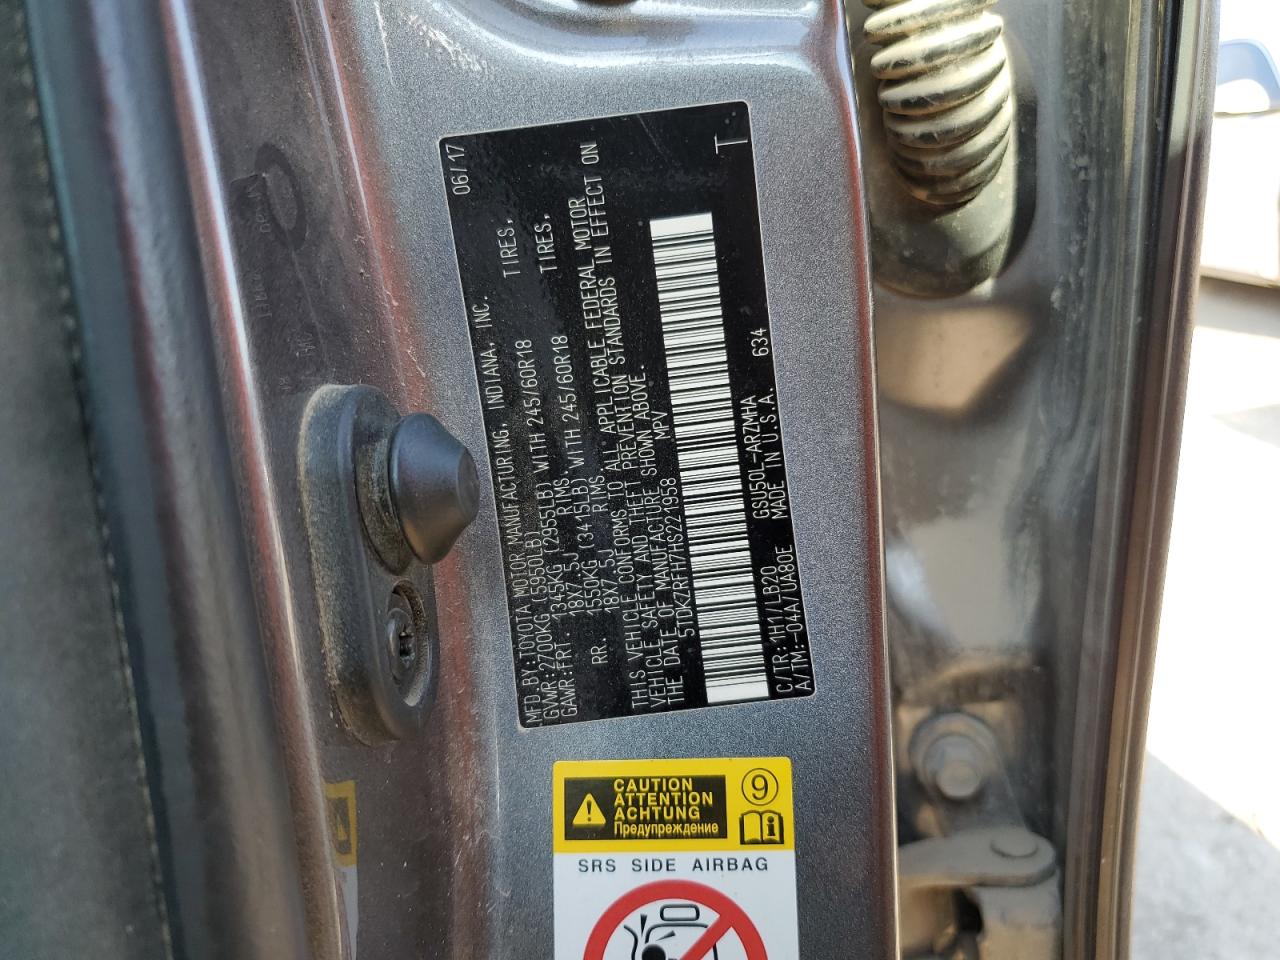 MFD BY:TOYOTA MOTOR MANUFACTURING, INDIANA, INC. 06/17
GVWR:2700KG (5950LB)
GAWR:FRT. 1345KG (2955LB) WITH 245/60R18 TIRES,
18X7.5J RIMS
RR. 1550KG (3415LB) WITH 245/60R18 TIRES,
18X7.5J RIMS
THIS VEHICLE CONFORMS TO ALL APPLICABLE FEDERAL MOTOR
VEHICLE SAFETY AND THEFT PREVENTION STANDARDS IN EFFECT ON
THE DATE OF MANUFACTURE SHOWN ABOVE.
5TDKZRFH7HS221958 MPV
C/TR:1H1/LB20 GSU50L-ARZMHA 634
A/TM:-04A/UA80E MADE IN U.S.A.
T
CAUTION
ATTENTION
ACHTUNG
Предупреждение
9
i
SRS SIDE AIRBAG